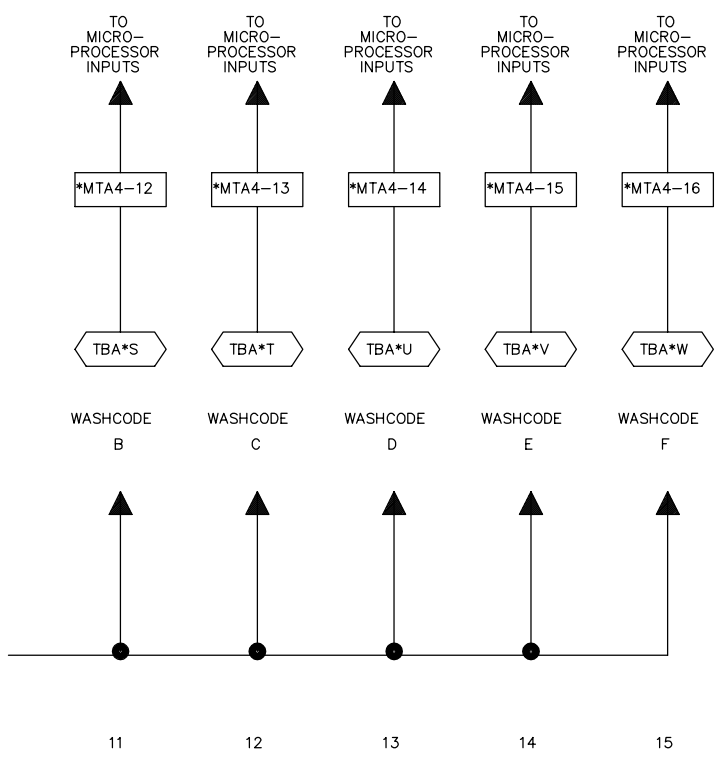 TO TO TO TO TO
MICRO– MICRO– MICRO– MICRO– MICRO–
PROCESSOR PROCESSOR PROCESSOR PROCESSOR PROCESSOR
INPUTS INPUTS INPUTS INPUTS INPUTS
*MTA4–12 *MTA4–13 *MTA4–14 *MTA4–15 *MTA4–16
TBA*S TBA*T TBA*U TBA*V TBA*W
WASHCODE WASHCODE WASHCODE WASHCODE WASHCODE
B C D E F
11 12 13 14 15